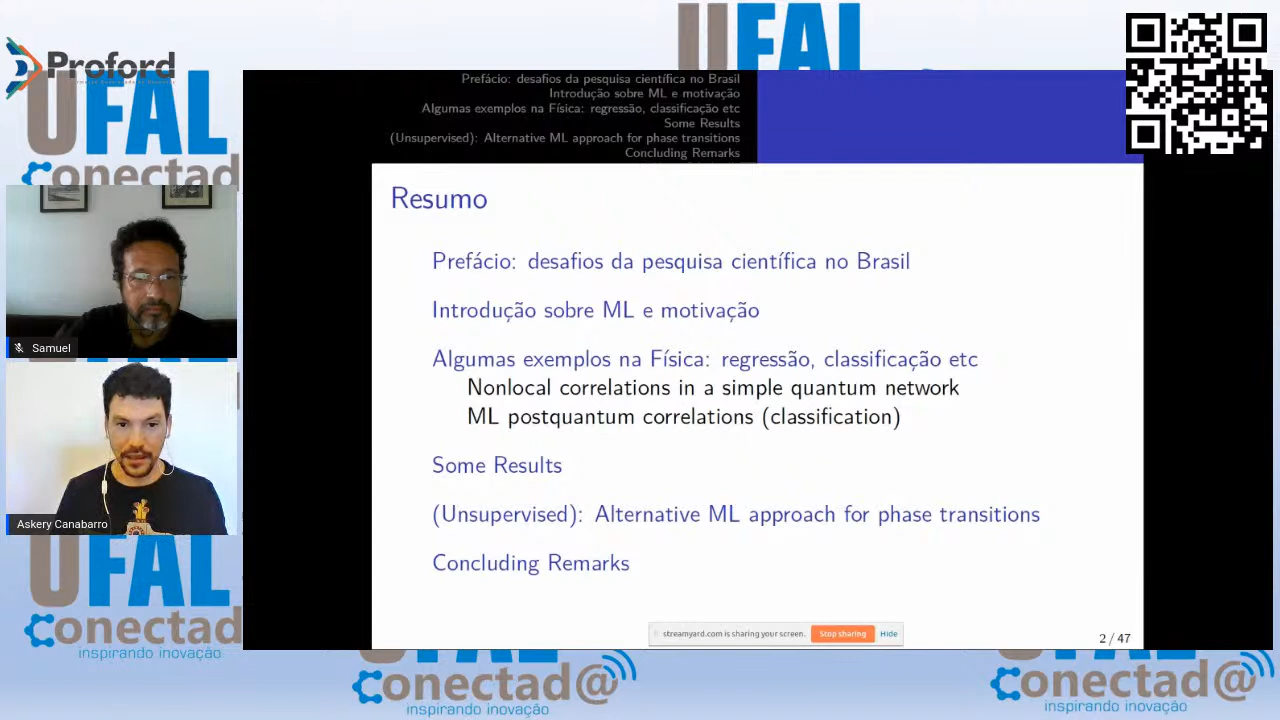 Proford
UFAL
conectad
UFAL
Prefácio: desafios da pesquisa científica no Brasil
Introdução sobre ML e motivação
Algumas exemplos na Física: regressão, classificação etc
Some Results
(Unsupervised): Alternative ML approach for phase transitions
Concluding Remarks
Resumo
Prefácio: desafios da pesquisa científica no Brasil
Introdução sobre ML e motivação
Algumas exemplos na Física: regressão, classificação etc
Nonlocal correlations in a simple quantum network
ML postquantum correlations (classification)
Some Results
(Unsupervised): Alternative ML approach for phase transitions
Concluding Remarks
streamyard.com is sharing your screen.
Stop sharing
Hide
2 / 47
Samuel
Askery Canabarro
UFAL
conectad
inspirando inovação
conectad@
inspirando inovação
conectad@
inspirando inovação